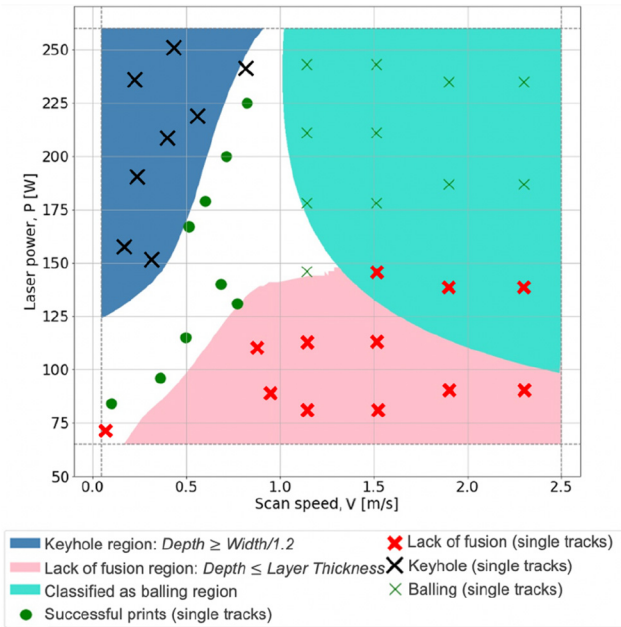 250
225
200
175
150
125
100
75
50
Laser power, P [W]
0.0 0.5 1.0 1.5 2.0 2.5
Scan speed, V [m/s]
Keyhole region: Depth ≥ Width/1.2
Lack of fusion region: Depth ≤ Layer Thickness
Classified as balling region
Successful prints (single tracks)
Lack of fusion (single tracks)
Keyhole (single tracks)
Balling (single tracks)